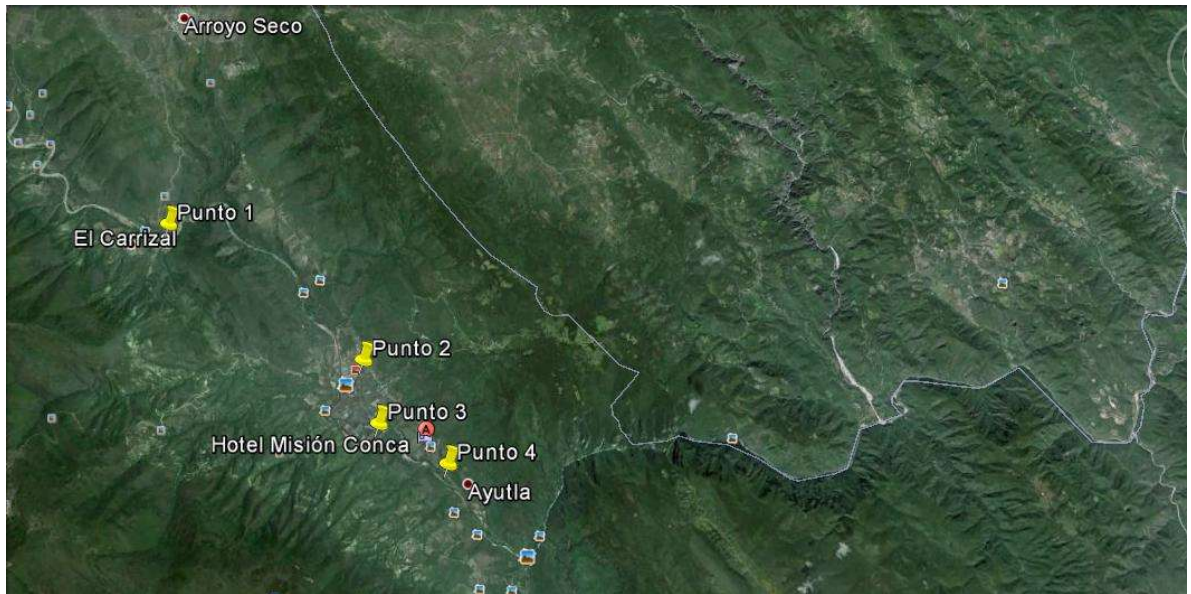 Arroyo Seco
Punto 1
El Carrizal
Punto 2
Punto 3
A
Hotel Misión Conca
Punto 4
Ayutla